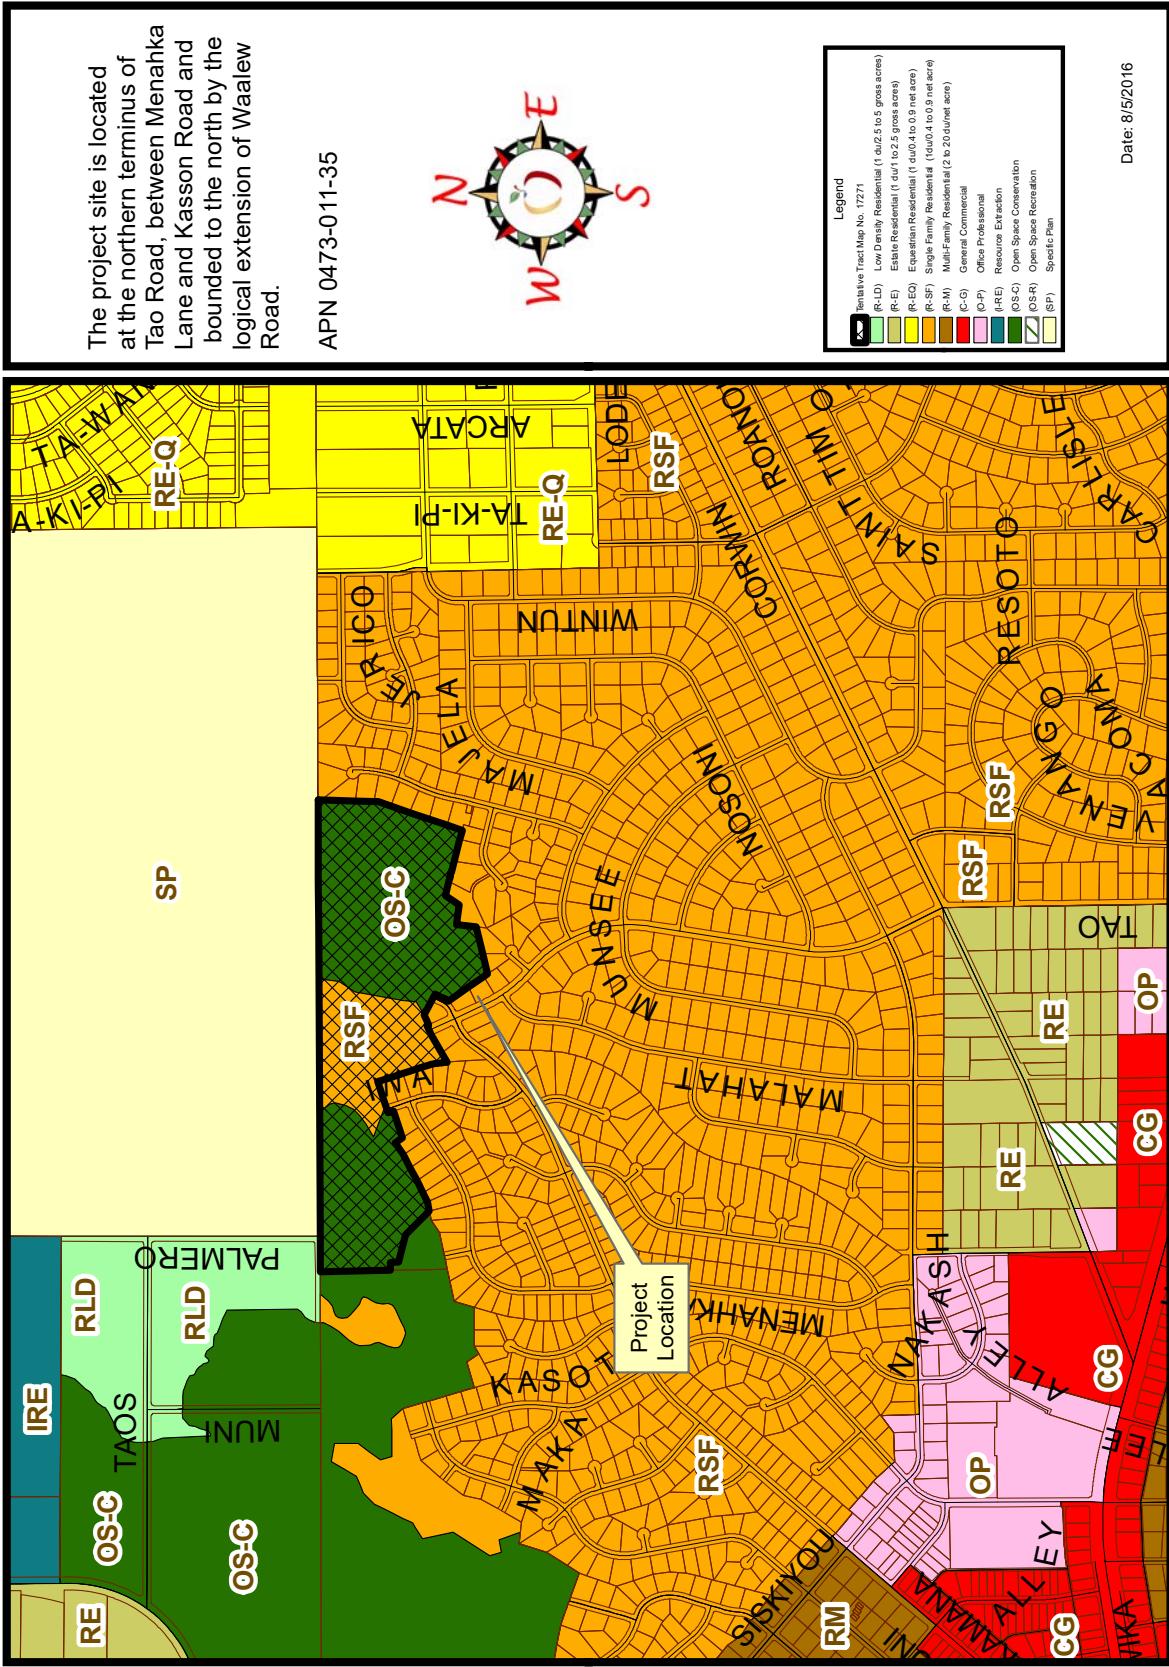 The project site is located
at the northern terminus of
Tao Road, between Menahka
Lane and Kasson Road and
bounded to the north by the
logical extension of Waalew
Road.
APN 0473-011-35
N
W
E
S
Legend
Tentative Tract Map No. 17271
(R-LD) Low Density Residential (1 du/2.5 to 5 gross acres)
(R-E) Estate Residential (1 du/1 to 2.5 gross acres)
(R-EQ) Equestrian Residential (1 du/0.4 to 0.9 net acre)
(R-SF) Single Family Residential (1du/0.4 to 0.9 net acre)
(R-M) Multi-Family Residential (2 to 20 du/net acre)
(C-G) General Commercial
(O-P) Office Professional
(I-RE) Resource Extraction
(OS-C) Open Space Conservation
(OS-R) Open Space Recreation
(SP) Specific Plan
Date: 8/5/2016
RE
OS-C
IRE
RLD
TAOS
PALMERO
RLD
MUNI
OS-C
SP
A-KI-PI
TA-WAN
RE-Q
ARCATA
TA-KI-PI
RE-Q
OS-C
RSF
JERICO
MAJELA
WINTUN
LODE
RSF
KASOT
MAKA
Project
Location
MENAHK
MUNSEE
MALAHAT
NOSONI
CORWIN
ROANO
SAINT TIMO
RSF
SISKIYOU
NAKASH
RE
RE
TAO
RSF
RSF
RESOTO
VENANGO
ACOMA
CARLISLE
RM
OP
ALLEY
CG
CG
OP
ALLEY
CG